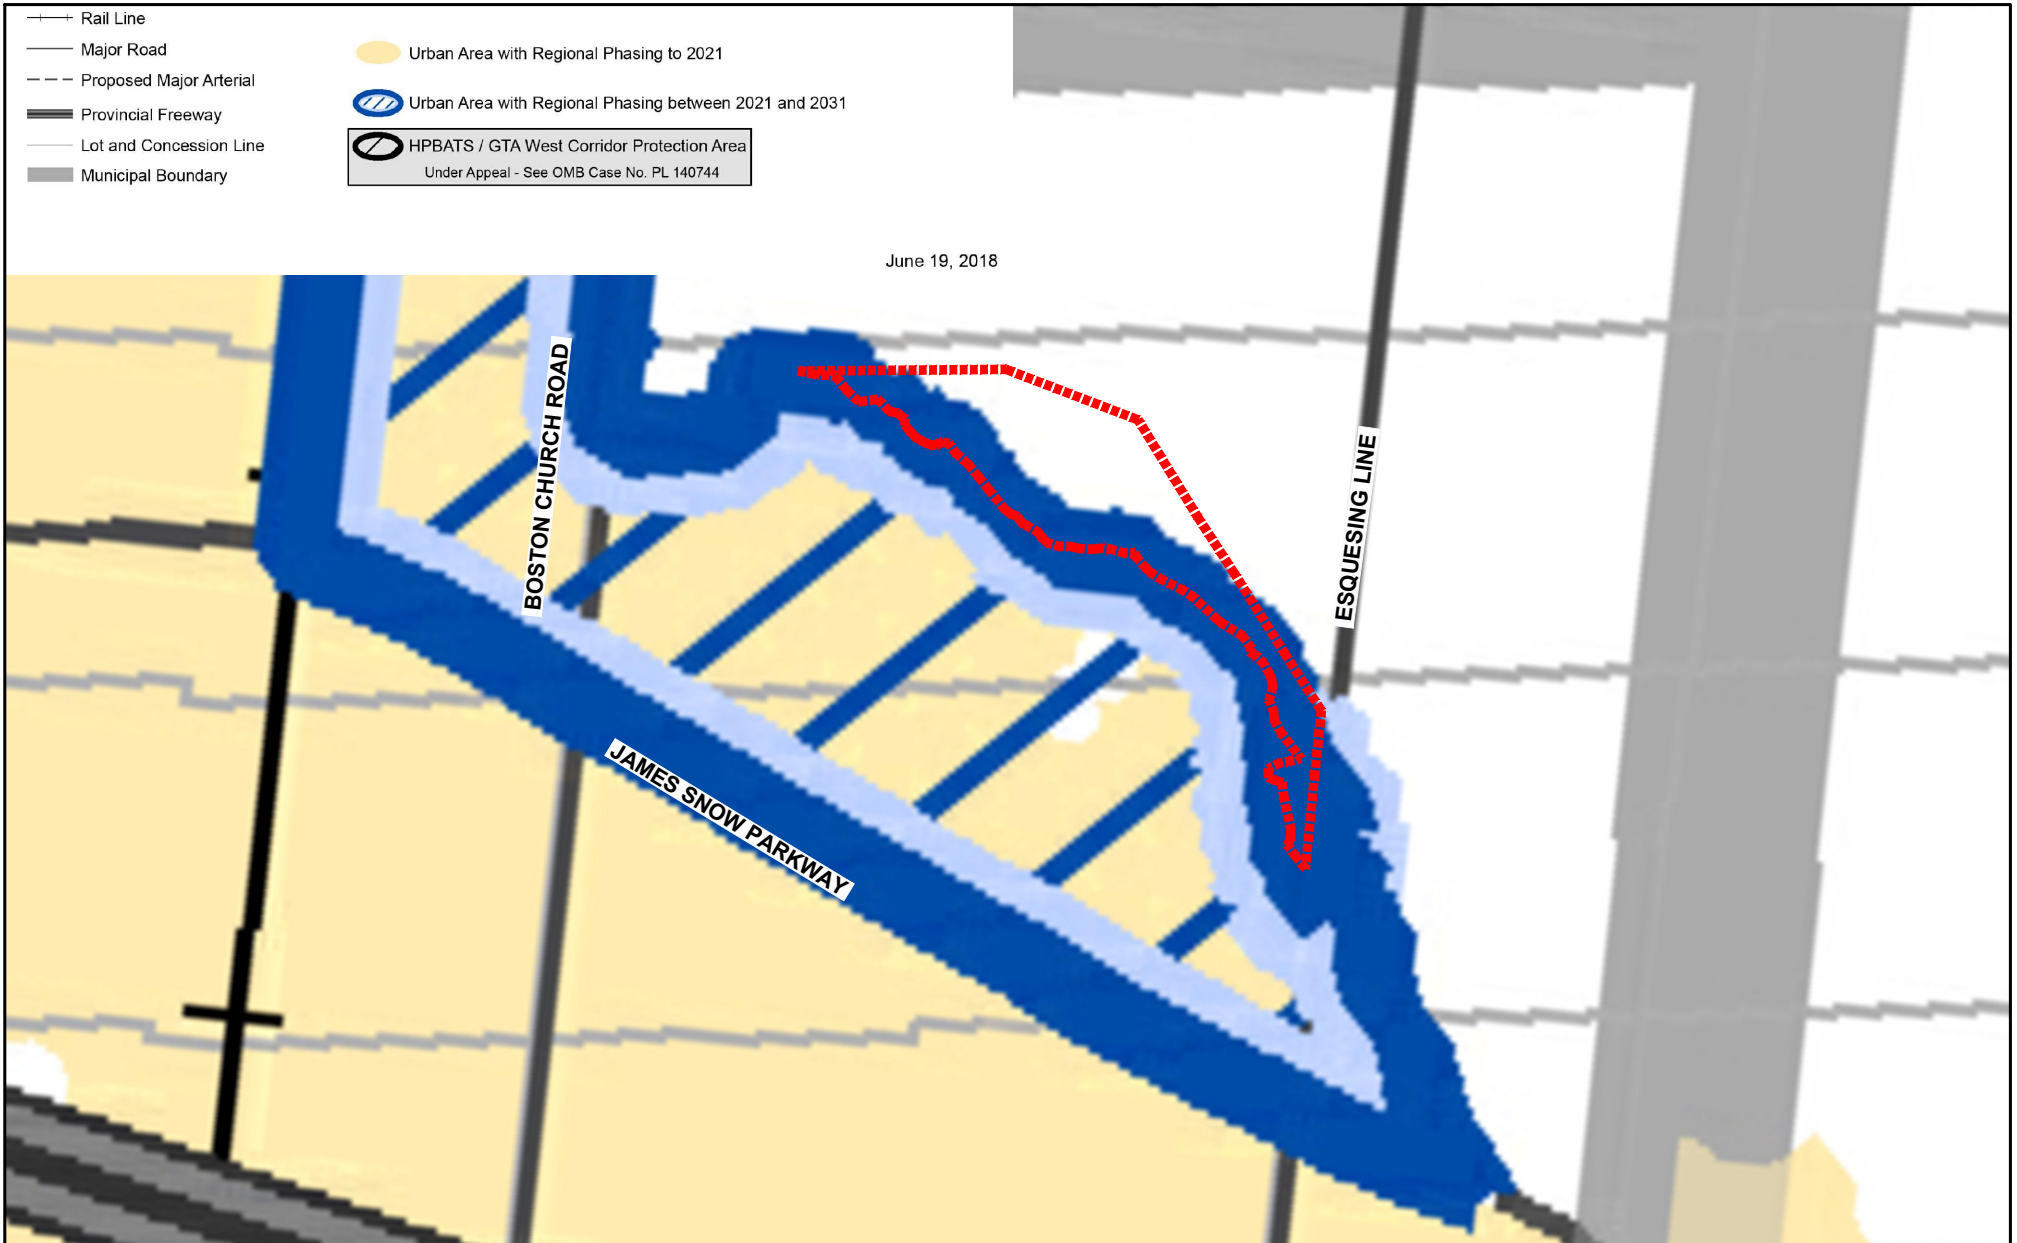 Rail Line
Major Road
Proposed Major Arterial
Provincial Freeway
Lot and Concession Line
Municipal Boundary
Urban Area with Regional Phasing to 2021
Urban Area with Regional Phasing between 2021 and 2031
HPBATS / GTA West Corridor Protection Area
Under Appeal - See OMB Case No. PL 140744
June 19, 2018
BOSTON CHURCH ROAD
ESQUESING LINE
JAMES SNOW PARKWAY